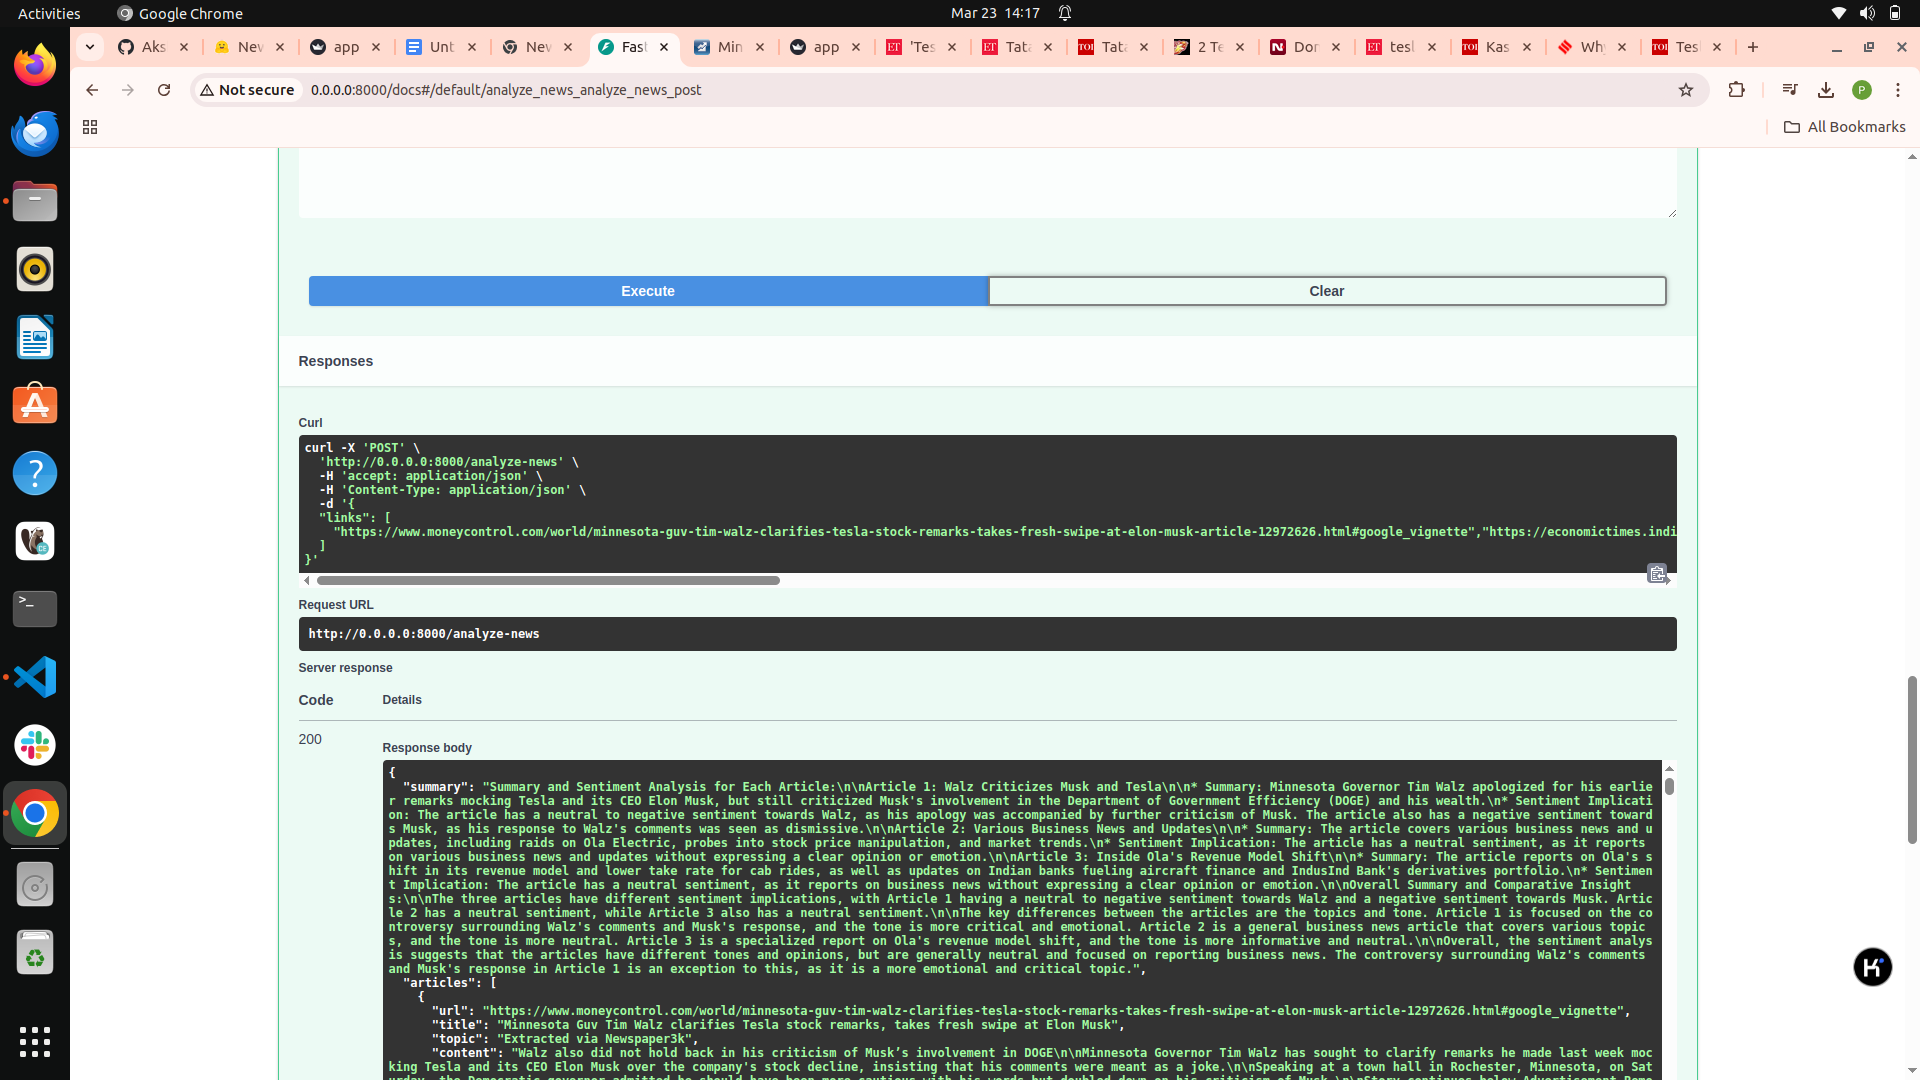 Activities
Google Chrome
Mar 23 14:17
Aks
New
app
Unt
New
Fast
Min
app
'Tes
Tata
Tata
2 Te
Dor
tesl
Kas
Why
Tesl
Not secure
0.0.0.0:8000/docs#/default/analyze_news_analyze_news_post
P
All Bookmarks
Execute
Clear
Responses
Curl
curl -X 'POST' \
'http://0.0.0.0:8000/analyze-news' \
-H 'accept: application/json' \
-H 'Content-Type: application/json' \
-d '{
"links": [
"https://www.moneycontrol.com/world/minnesota-guv-tim-walz-clarifies-tesla-stock-remarks-takes-fresh-swipe-at-elon-musk-article-12972626.html#google_vignette","https://economictimes.indi
]
}'
Request URL
http://0.0.0.0:8000/analyze-news
Server response
Code
Details
200
Response body
{
"summary": "Summary and Sentiment Analysis for Each Article:\n\nArticle 1: Walz Criticizes Musk and Tesla\n\n* Summary: Minnesota Governor Tim Walz apologized for his earlie
r remarks mocking Tesla and its CEO Elon Musk, but still criticized Musk's involvement in the Department of Government Efficiency (DOGE) and his wealth.\n* Sentiment Implicati
on: The article has a neutral to negative sentiment towards Walz, as his apology was accompanied by further criticism of Musk. The article also has a negative sentiment toward
s Musk, as his response to Walz's comments was seen as dismissive.\n\nArticle 2: Various Business News and Updates\n\n* Summary: The article covers various business news and u
pdates, including raids on Ola Electric, probes into stock price manipulation, and market trends.\n* Sentiment Implication: The article has a neutral sentiment, as it reports
on various business news and updates without expressing a clear opinion or emotion.\n\nArticle 3: Inside Ola's Revenue Model Shift\n\n* Summary: The article reports on Ola's s
hift in its revenue model and lower take rate for cab rides, as well as updates on Indian banks fueling aircraft finance and IndusInd Bank's derivatives portfolio.\n* Sentimen
t Implication: The article has a neutral sentiment, as it reports on business news without expressing a clear opinion or emotion.\n\nOverall Summary and Comparative Insight
s:\n\nThe three articles have different sentiment implications, with Article 1 having a neutral to negative sentiment towards Walz and a negative sentiment towards Musk. Artic
le 2 has a neutral sentiment, while Article 3 also has a neutral sentiment.\n\nThe key differences between the articles are the topics and tone. Article 1 is focused on the co
ntroversy surrounding Walz's comments and Musk's response, and the tone is more critical and emotional. Article 2 is a general business news article that covers various topic
s, and the tone is more neutral. Article 3 is a specialized report on Ola's revenue model shift, and the tone is more informative and neutral.\n\nOverall, the sentiment analys
is suggests that the articles have different tones and opinions, but are generally neutral and focused on reporting business news. The controversy surrounding Walz's comments
and Musk's response in Article 1 is an exception to this, as it is a more emotional and critical topic.",
"articles": [
{
"url": "https://www.moneycontrol.com/world/minnesota-guv-tim-walz-clarifies-tesla-stock-remarks-takes-fresh-swipe-at-elon-musk-article-12972626.html#google_vignette",
"title": "Minnesota Guv Tim Walz clarifies Tesla stock remarks, takes fresh swipe at Elon Musk",
"topic": "Extracted via Newspaper3k",
"content": "Walz also did not hold back in his criticism of Musk’s involvement in DOGE\n\nMinnesota Governor Tim Walz has sought to clarify remarks he made last week moc
king Tesla and its CEO Elon Musk over the company's stock decline, insisting that his comments were meant as a joke.\n\nSpeaking at a town hall in Rochester, Minnesota, on Sat